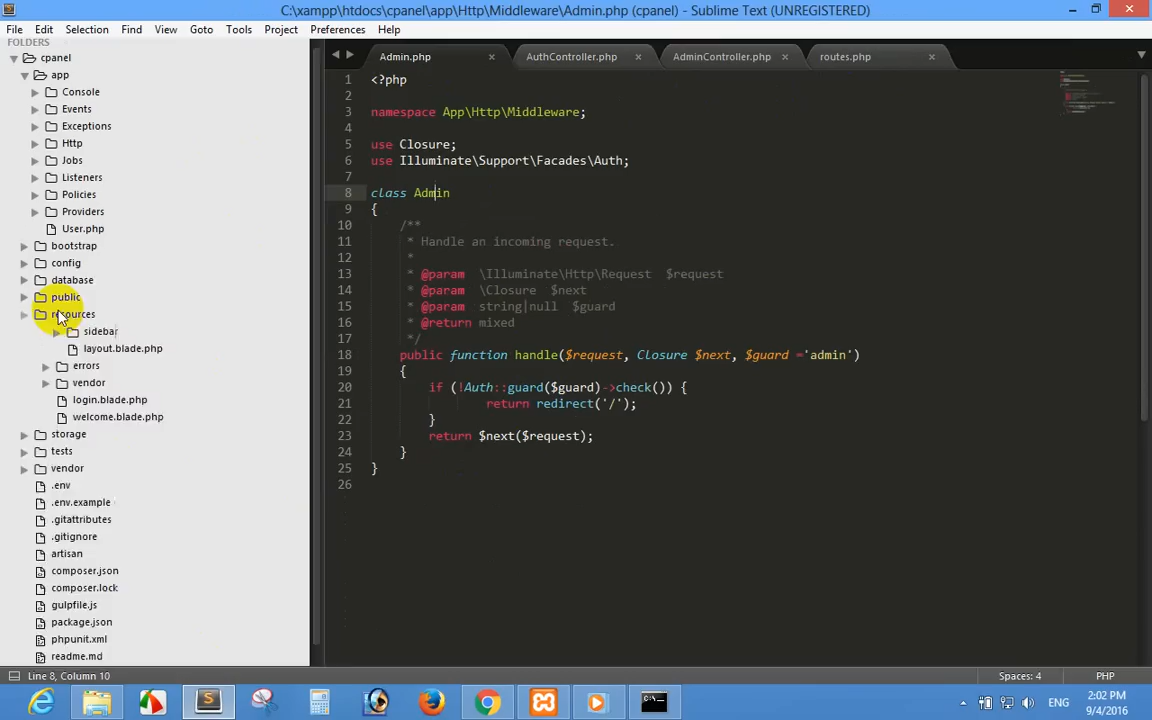 C:\xampp\htdocs\cpanel\app\Http\Middleware\Admin.php (cpanel) - Sublime Text (UNREGISTERED)
File Edit Selection Find View Goto Tools Project Preferences Help
FOLDERS
cpanel
app
Console
Events
Exceptions
Http
Jobs
Listeners
Policies
Providers
User.php
bootstrap
config
database
public
resources
sidebar
layout.blade.php
errors
vendor
login.blade.php
welcome.blade.php
storage
tests
vendor
.env
.env.example
.gitattributes
.gitignore
artisan
composer.json
composer.lock
gulpfile.js
package.json
phpunit.xml
readme.md
Admin.php AuthController.php AdminController.php routes.php
1 <?php
2
3 namespace App\Http\Middleware;
4
5 use Closure;
6 use Illuminate\Support\Facades\Auth;
7
8 class Admin
9 {
10 /**
11 * Handle an incoming request.
12 *
13 * @param \Illuminate\Http\Request $request
14 * @param \Closure $next
15 * @param string|null $guard
16 * @return mixed
17 */
18 public function handle($request, Closure $next, $guard ='admin')
19 {
20 if (!Auth::guard($guard)->check()) {
21 return redirect('/');
22 }
23 return $next($request);
24 }
25 }
26
Line 8, Column 10 Spaces: 4 PHP
ENG
2:02 PM
9/4/2016